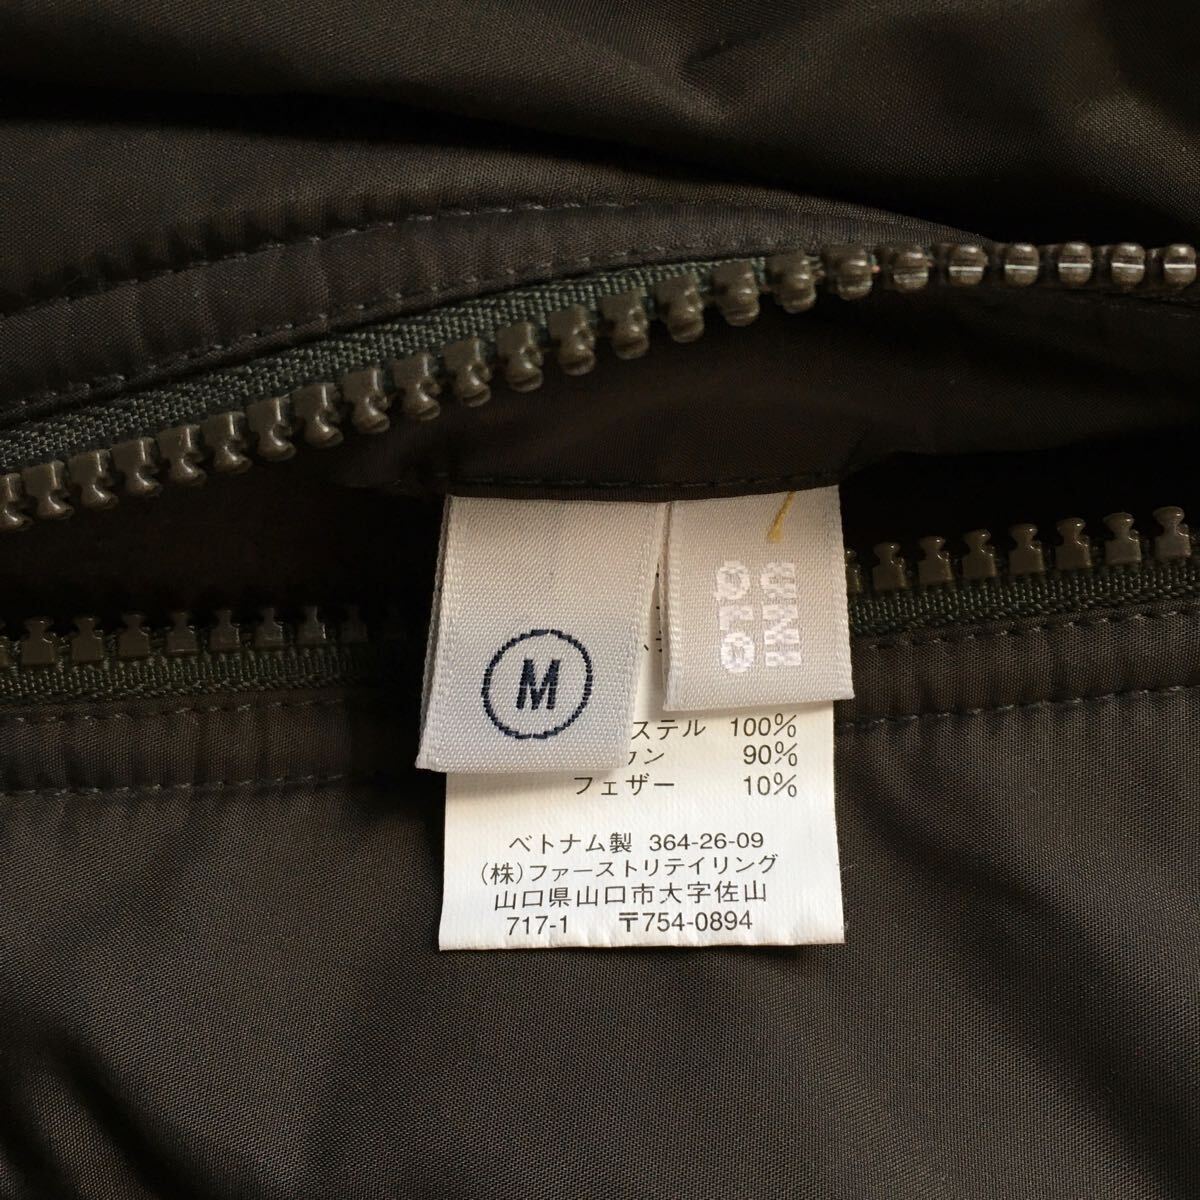 M
ステル 100%
ウン 90%
フェザー 10%
ベトナム製 364-26-09
(株)ファーストリテイリング
山口県山口市大字佐山
717-1 〒754-0894